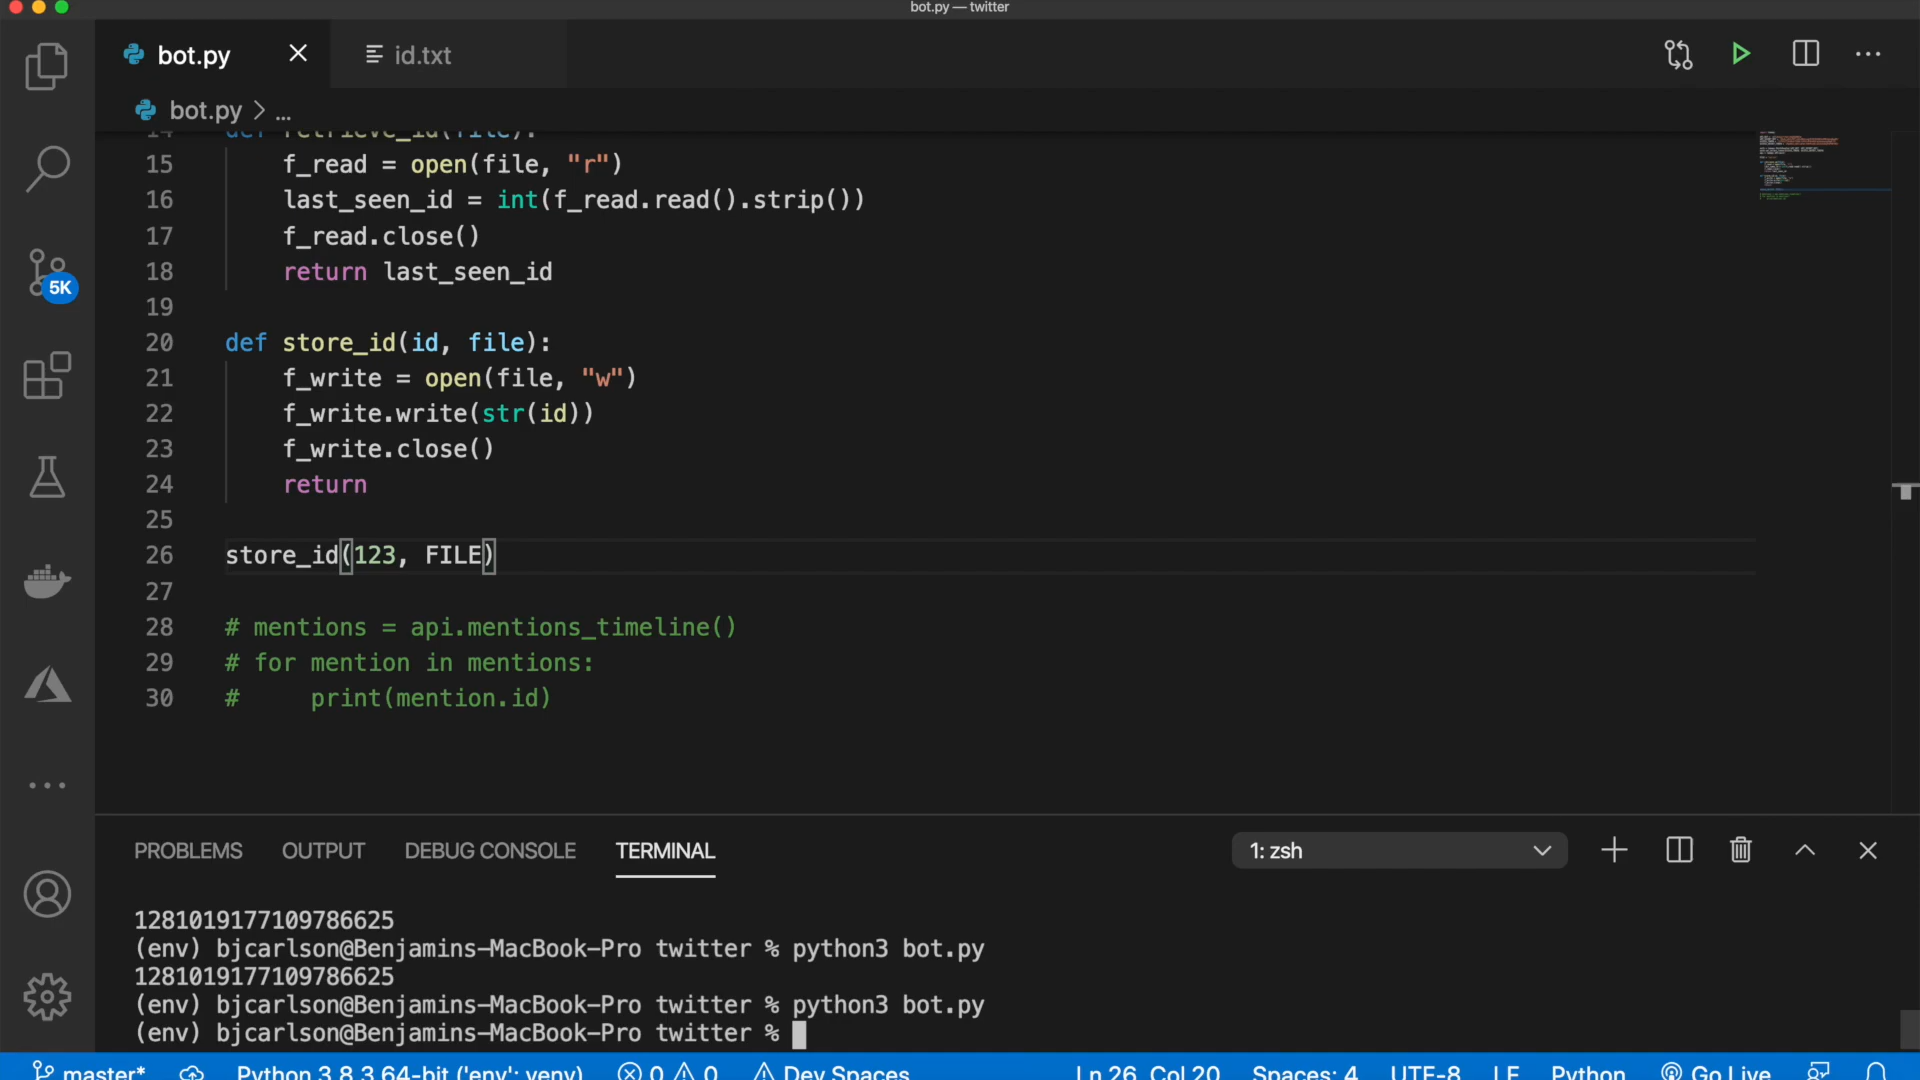 bot.py — twitter
bot.py
id.txt
bot.py > ...
14 def retrieve_id(file):
15 f_read = open(file, "r")
16 last_seen_id = int(f_read.read().strip())
17 f_read.close()
18 return last_seen_id
19
20 def store_id(id, file):
21 f_write = open(file, "w")
22 f_write.write(str(id))
23 f_write.close()
24 return
25
26 store_id(123, FILE)
27
28 # mentions = api.mentions_timeline()
29 # for mention in mentions:
30 #     print(mention.id)
5K
PROBLEMS OUTPUT DEBUG CONSOLE TERMINAL
1: zsh
1281019177109786625
(env) bjcarlson@Benjamins-MacBook-Pro twitter % python3 bot.py
1281019177109786625
(env) bjcarlson@Benjamins-MacBook-Pro twitter % python3 bot.py
(env) bjcarlson@Benjamins-MacBook-Pro twitter %
master* Python 3.8.3 64-bit ('env': venv) 0 0 Dev Spaces Ln 26, Col 20 Spaces: 4 UTF-8 LF Python Go Live